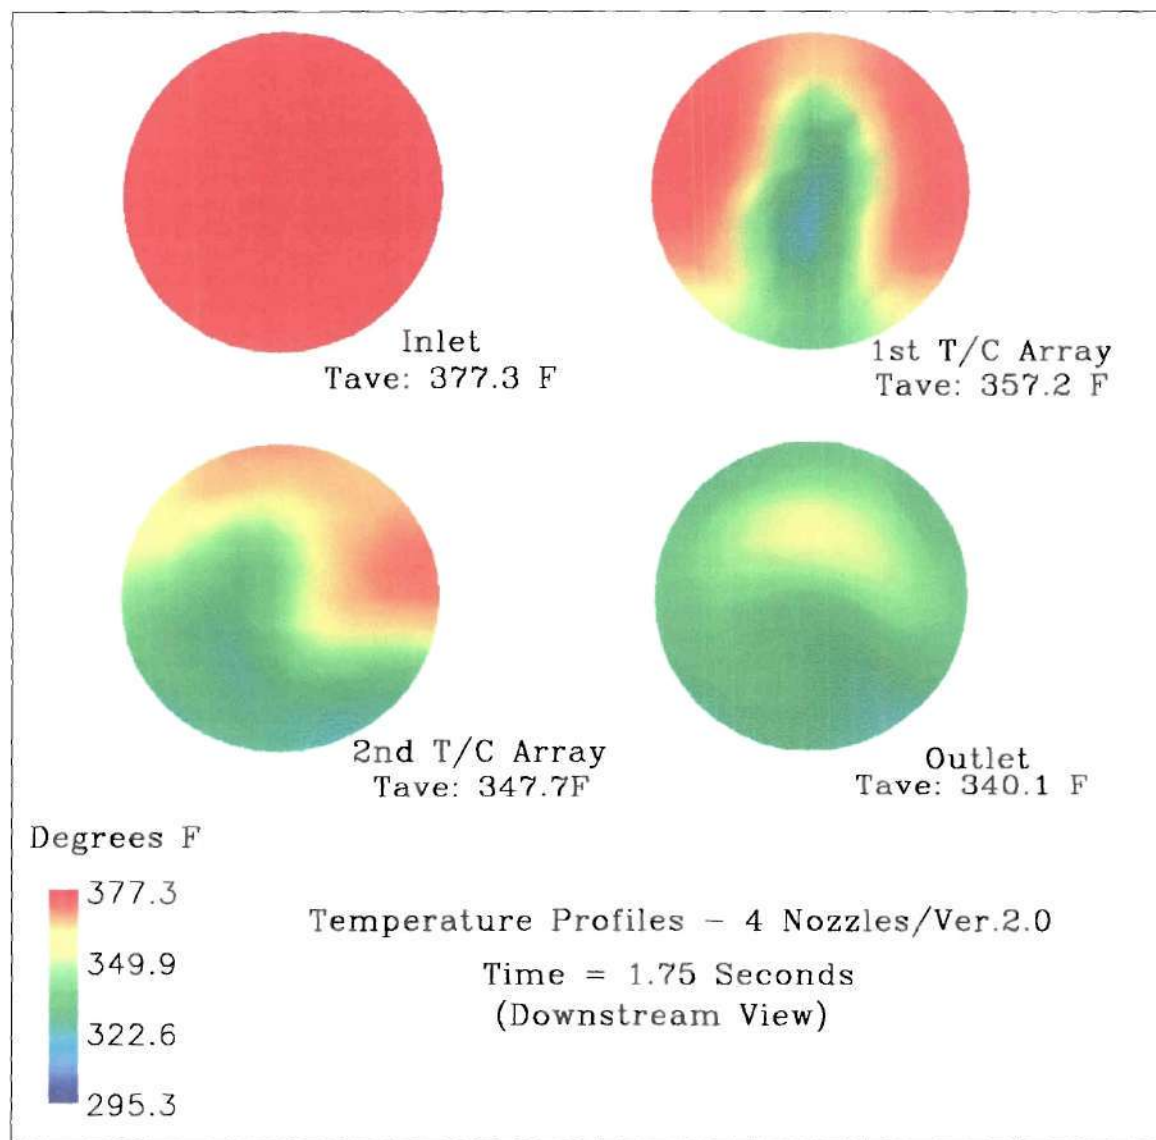 Inlet
Tave: 377.3 F
1st T/C Array
Tave: 357.2 F
2nd T/C Array
Tave: 347.7F
Outlet
Tave: 340.1 F
Degrees F
377.3
349.9
322.6
295.3
Temperature Profiles - 4 Nozzles/Ver.2.0
Time = 1.75 Seconds
(Downstream View)